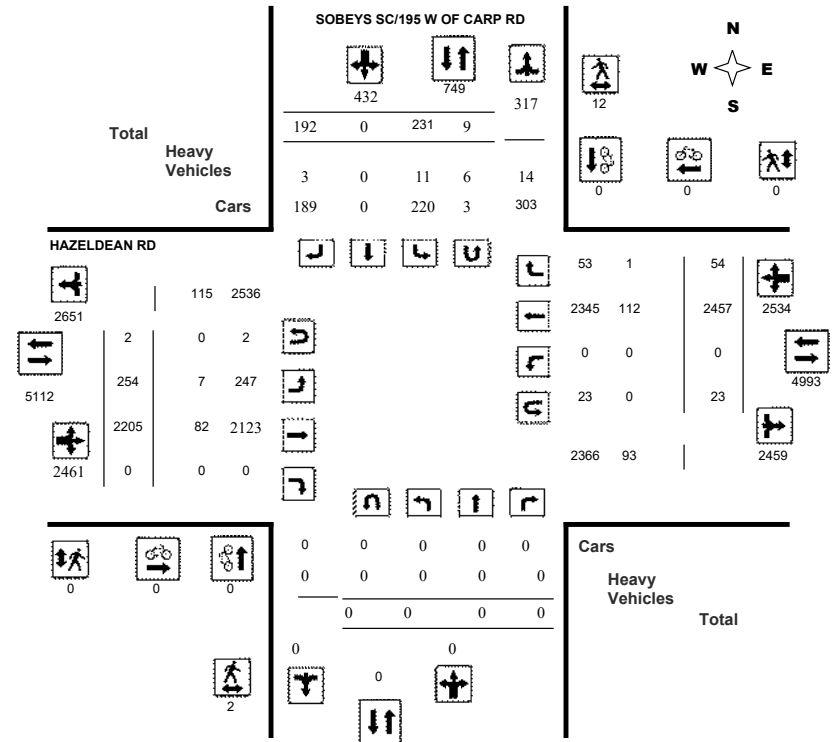 SOBEYS SC/195 W OF CARP RD
N
W E
S
432 749 317 12
192 0 231 9
Total
Heavy
Vehicles
3 0 11 6 14
Cars
189 0 220 3 303
0 0 0
HAZELDEAN RD
2651
115 2536
2 0 2
5112
254 7 247
2205 82 2123
2461
0 0 0
53 1 54
2345 112 2457 2534
0 0 0
4993
23 0 23
2366 93 2459
0 0 0
0 0 0 0 0
0 0 0 0 0
0 0 0 0
0 0
0
2
Cars
Heavy
Vehicles
Total